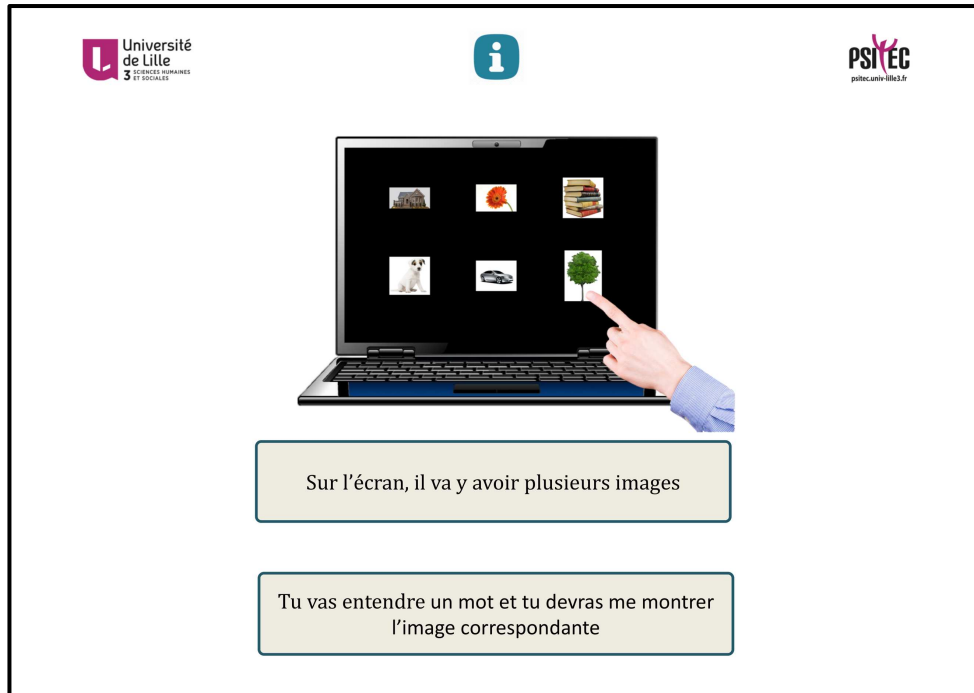 Université
de Lille
3 SCIENCES HUMAINES
ET SOCIALES
i
PSITEC
psitec.univ-lille3.fr
Sur l'écran, il va y avoir plusieurs images
Tu vas entendre un mot et tu devras me montrer
l'image correspondante